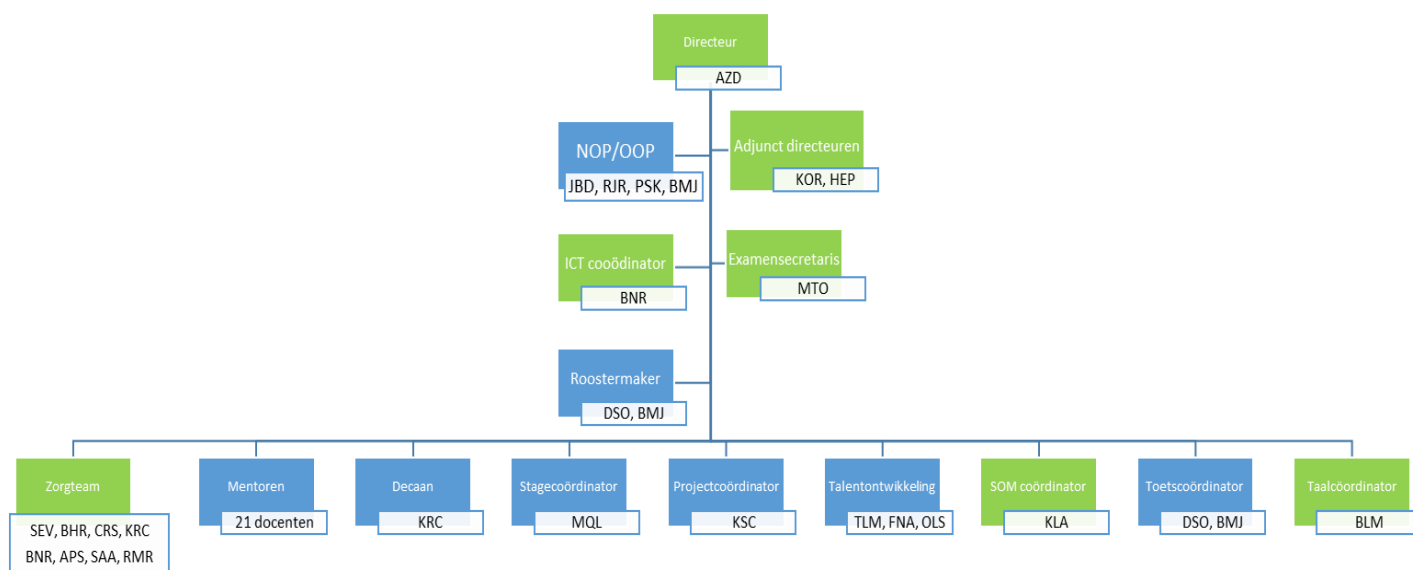 Directeur
AZD
NOP/OOP
JBD, RJR, PSK, BMJ
Adjunct directeuren
KOR, HEP
ICT cooödinator
BNR
Examensecretaris
MTO
Roostermaker
DSO, BMJ
Zorgteam
SEV, BHR, CRS, KRC
BNR, APS, SAA, RMR
Mentoren
21 docenten
Decaan
KRC
Stagecoördinator
MQL
Projectcoördinator
KSC
Talentontwikkeling
TLM, FNA, OLS
SOM coördinator
KLA
Toetscoördinator
DSO, BMJ
Taalcöordinator
BLM